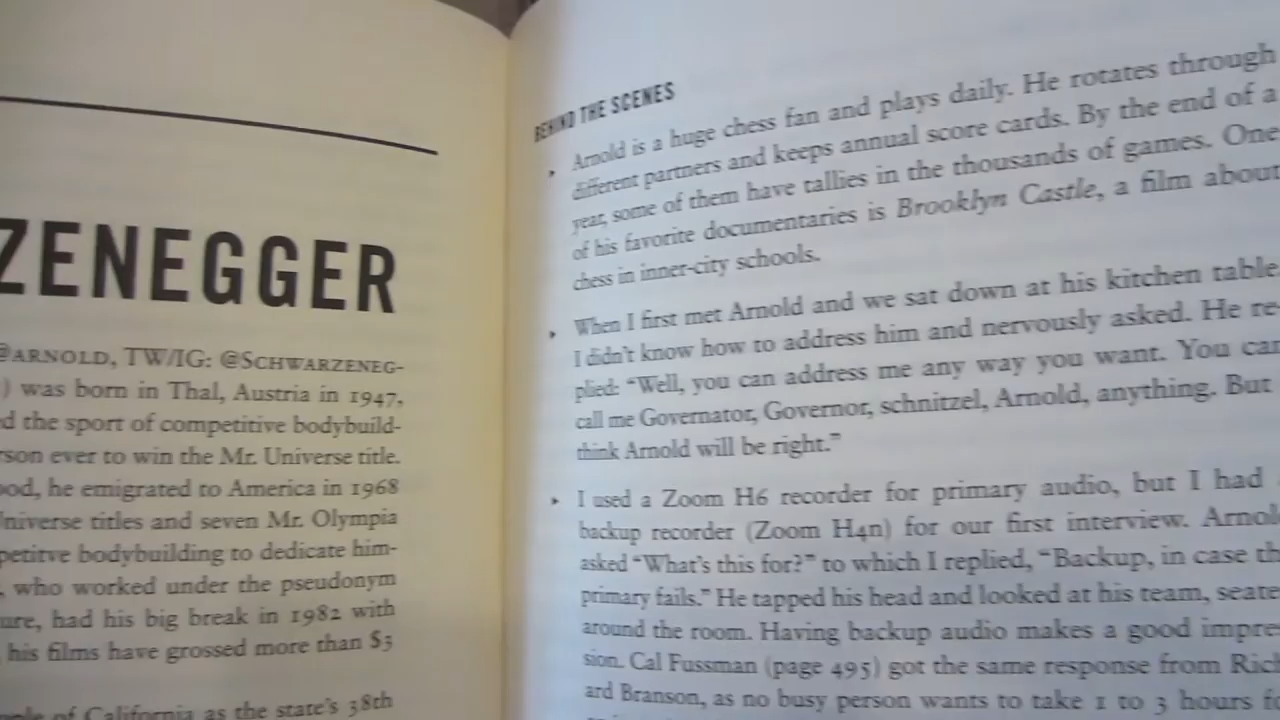 ZENEGGER
@ARNOLD, TW/IG: @SCHWARZENEG-
) was born in Thal, Austria in 1947,
d the sport of competitive bodybuild-
rson ever to win the Mr. Universe title.
ood, he emigrated to America in 1968
Universe titles and seven Mr. Olympia
petitve bodybuilding to dedicate him-
, who worked under the pseudonym
ure, had his big break in 1982 with
, his films have grossed more than $3
ple of California as the state's 38th
BEHIND THE SCENES
‣ Arnold is a huge chess fan and plays daily. He rotates through
different partners and keeps annual score cards. By the end of a
year, some of them have tallies in the thousands of games. One
of his favorite documentaries is Brooklyn Castle, a film about
chess in inner-city schools.
‣ When I first met Arnold and we sat down at his kitchen table
I didn't know how to address him and nervously asked. He re
plied: “Well, you can address me any way you want. You can
call me Governator, Governor, schnitzel, Arnold, anything. But
think Arnold will be right.”
‣ I used a Zoom H6 recorder for primary audio, but I had
backup recorder (Zoom H4n) for our first interview. Arnol
asked “What's this for?” to which I replied, “Backup, in case th
primary fails.” He tapped his head and looked at his team, seate
around the room. Having backup audio makes a good impre
sion. Cal Fussman (page 495) got the same response from Rich
ard Branson, as no busy person wants to take 1 to 3 hours fo